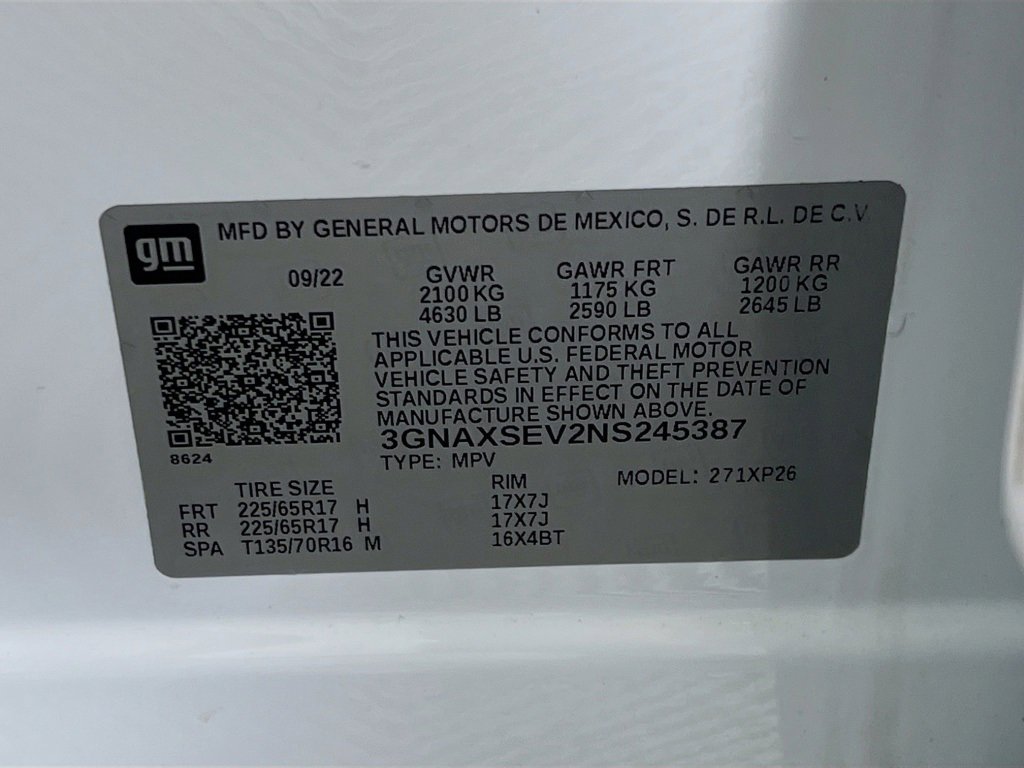 gm
MFD BY GENERAL MOTORS DE MEXICO, S. DE R.L. DE C.V
09/22 GVWR GAWR FRT GAWR RR
2100 KG 1175 KG 1200 KG
4630 LB 2590 LB 2645 LB
THIS VEHICLE CONFORMS TO ALL
APPLICABLE U.S. FEDERAL MOTOR
VEHICLE SAFETY AND THEFT PREVENTION
STANDARDS IN EFFECT ON THE DATE OF
MANUFACTURE SHOWN ABOVE.
3GNAXSEV2NS245387
8624
TYPE: MPV MODEL: 271XP26
TIRE SIZE RIM
FRT 225/65R17 H 17X7J
RR 225/65R17 H 17X7J
SPA T135/70R16 M 16X4BT